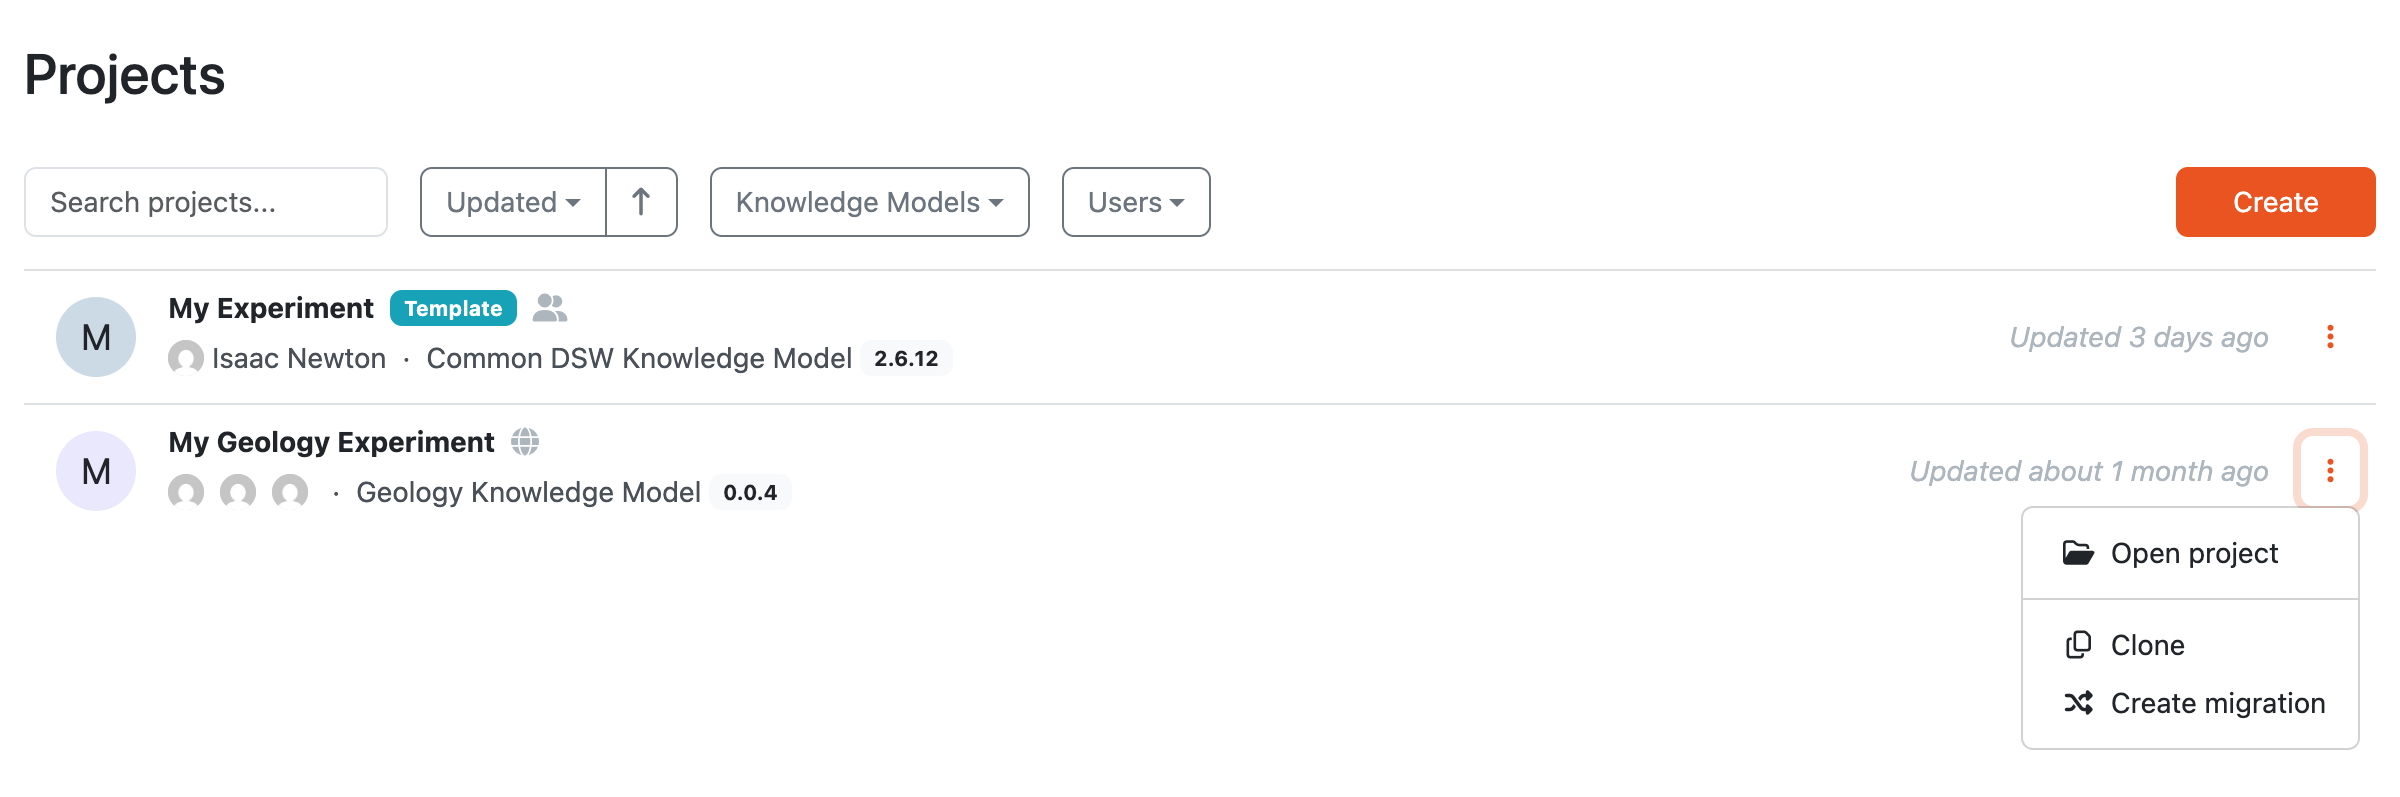 Projects
Search projects... Updated Knowledge Models Users Create
M My Experiment Template
Isaac Newton · Common DSW Knowledge Model 2.6.12 Updated 3 days ago
M My Geology Experiment
· Geology Knowledge Model 0.0.4 Updated about 1 month ago
Open project
Clone
Create migration